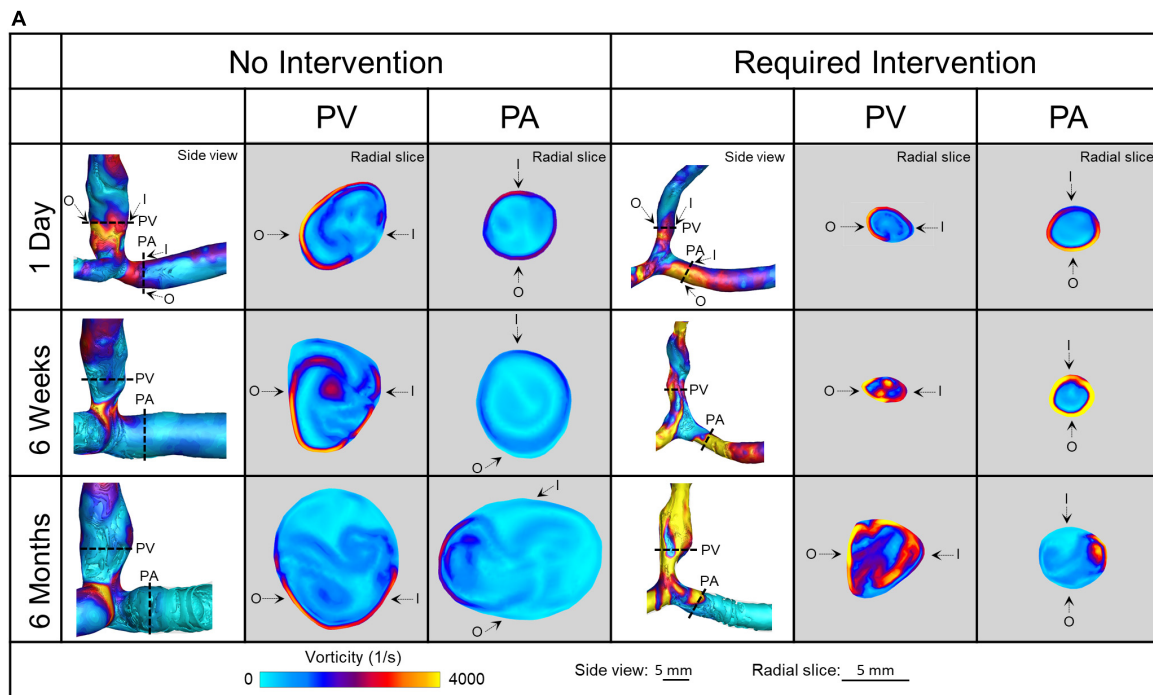 A
No Intervention
Required Intervention
PV
PA
PV
PA
1 Day
Side view
O
I
PV
PA
I
O
Radial slice
O
I
Radial slice
I
O
Side view
O
I
PV
PA
I
O
Radial slice
O
I
Radial slice
I
O
6 Weeks
PV
PA
O
I
I
O
PV
PA
O
I
I
O
6 Months
PV
PA
O
I
I
O
PV
PA
O
I
I
O
Vorticity (1/s)
0
4000
Side view: 5 mm
Radial slice: 5 mm